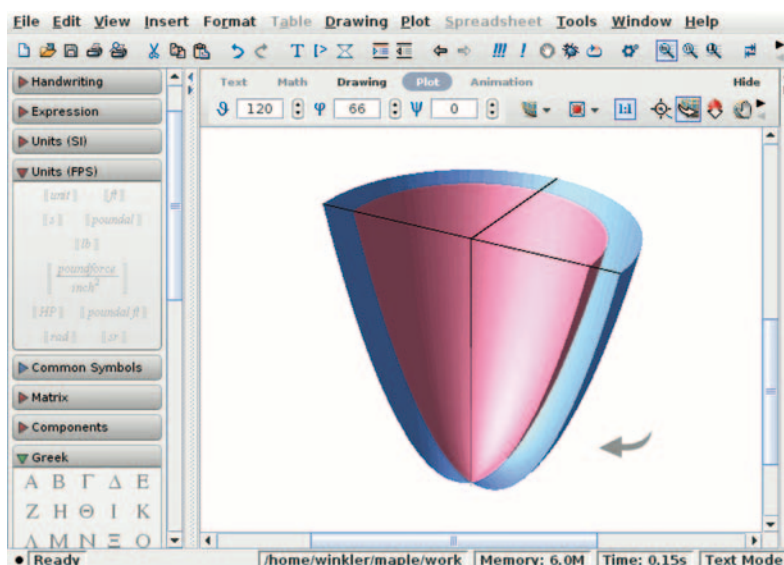 File Edit View Insert Format Table Drawing Plot Spreadsheet Tools Window Help
Text Math Drawing Plot Animation Hide
ϑ 120 φ 66 ψ 0 1:1
Handwriting
Expression
Units (SI)
Units (FPS)
[[unit]] [[ft]]
[[s]] [[poundal]]
[[lb]]
[[poundforce
inch²]]
[[HP]] [[poundal ft]]
[[rad]] [[sr]]
Common Symbols
Matrix
Components
Greek
Α Β Γ Δ Ε
Ζ Η Θ Ι Κ
Λ Μ Ν Ξ Ο
Ready /home/winkler/maple/work Memory: 6.0M Time: 0.15s Text Mode